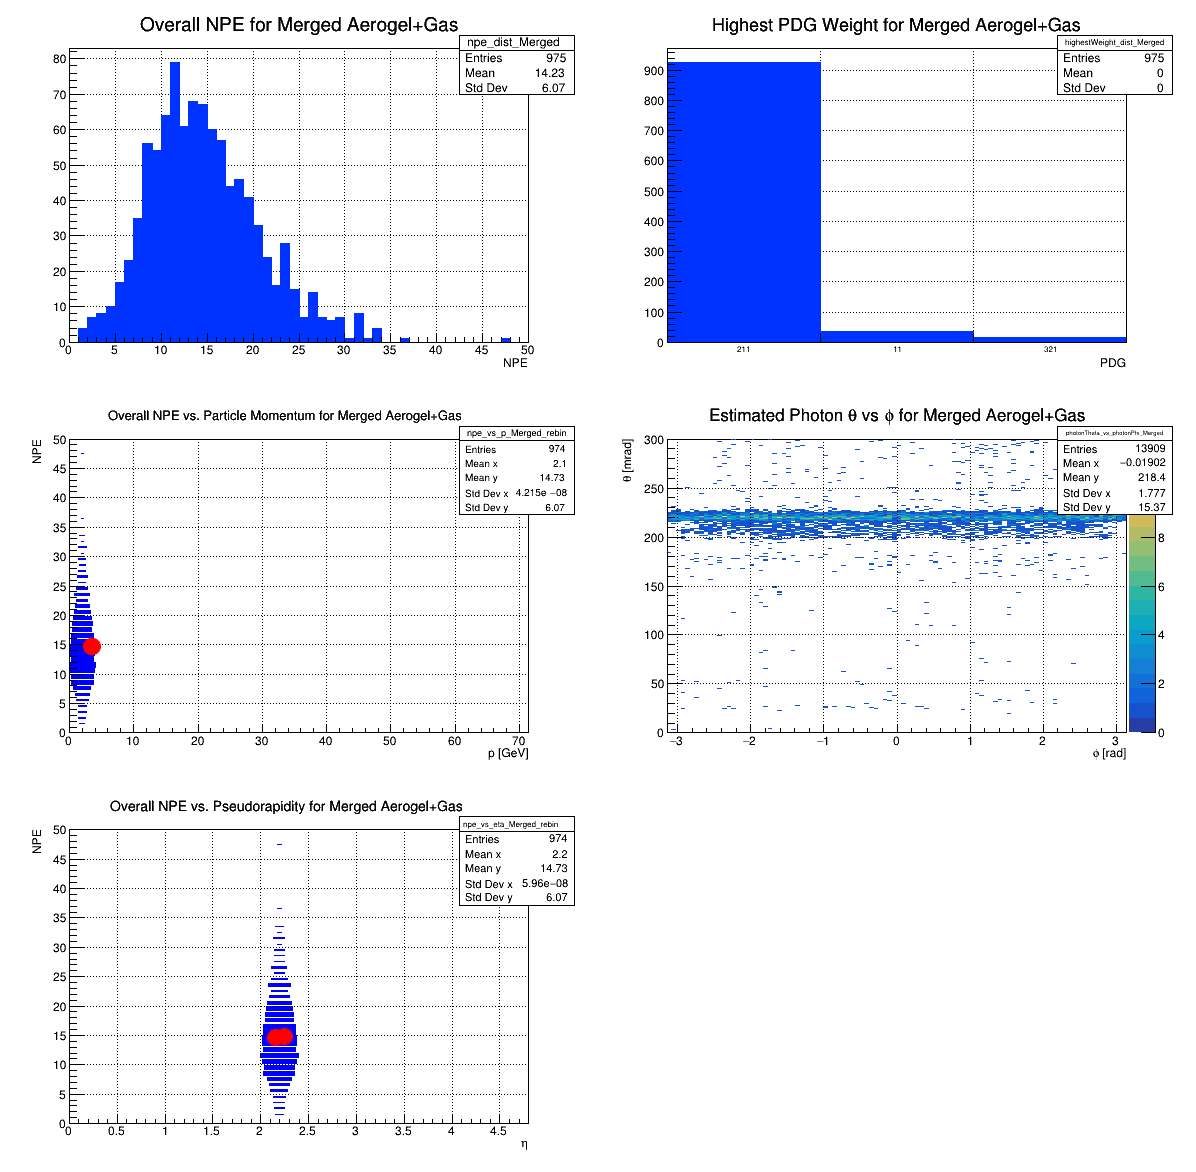 Overall NPE for Merged Aerogel+Gas
npe_dist_Merged
Entries 975
Mean 14.23
Std Dev 6.07
80
70
60
50
40
30
20
10
0
0 5 10 15 20 25 30 35 40 45 50
NPE
Highest PDG Weight for Merged Aerogel+Gas
highestWeight_dist_Merged
Entries 975
Mean 0
Std Dev 0
900
800
700
600
500
400
300
200
100
0
211 11 321
PDG
Overall NPE vs. Particle Momentum for Merged Aerogel+Gas
NPE
npe_vs_p_Merged_rebin
Entries 974
Mean x 2.1
Mean y 14.73
Std Dev x 4.215e−08
Std Dev y 6.07
50
45
40
35
30
25
20
15
10
5
0
0 10 20 30 40 50 60 70
p [GeV]
Estimated Photon θ vs ϕ for Merged Aerogel+Gas
θ [mrad]
photonTheta_vs_photonPhi_Merged
Entries 13909
Mean x −0.01902
Mean y 218.4
Std Dev x 1.777
Std Dev y 15.37
300
250
200
150
100
50
0
−3 −2 −1 0 1 2 3
ϕ [rad]
8
6
4
2
0
Overall NPE vs. Pseudorapidity for Merged Aerogel+Gas
NPE
npe_vs_eta_Merged_rebin
Entries 974
Mean x 2.2
Mean y 14.73
Std Dev x 5.96e−08
Std Dev y 6.07
50
45
40
35
30
25
20
15
10
5
0
0 0.5 1 1.5 2 2.5 3 3.5 4 4.5
η